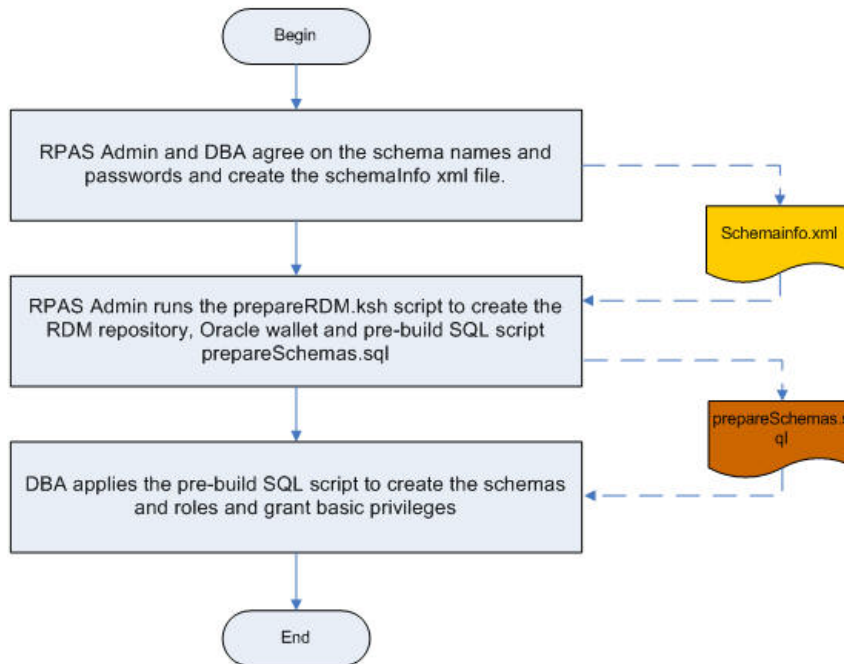 Begin
RPAS Admin and DBA agree on the schema names and
passwords and create the schemaInfo xml file.
Schemainfo.xml
RPAS Admin runs the prepareRDM.ksh script to create the
RDM repository, Oracle wallet and pre-build SQL script
prepareSchemas.sql
prepareSchemas.s
ql
DBA applies the pre-build SQL script to create the schemas
and roles and grant basic privileges
End